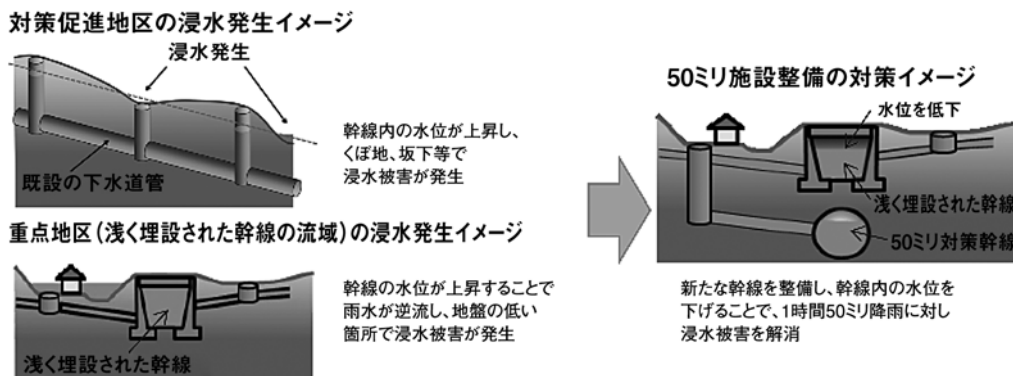 対策促進地区の浸水発生イメージ
浸水発生
既設の下水道管
幹線内の水位が上昇し、
くぼ地、坂下等で
浸水被害が発生
重点地区(浅く埋設された幹線の流域)の浸水発生イメージ
浅く埋設された幹線
幹線の水位が上昇することで
雨水が逆流し、地盤の低い
箇所で浸水被害が発生
50ミリ施設整備の対策イメージ
水位を低下
浅く埋設された幹線
50ミリ対策幹線
新たな幹線を整備し、幹線内の水位を
下げることで、1時間50ミリ降雨に対し
浸水被害を解消